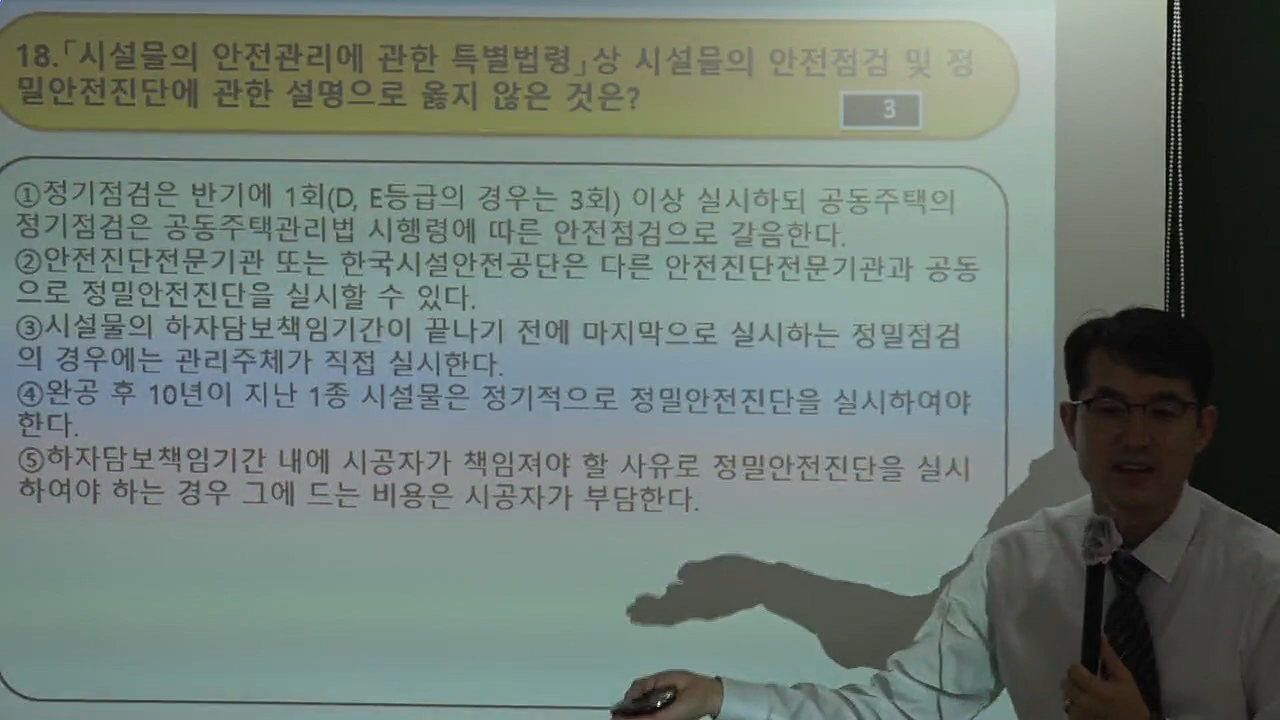 18.「시설물의 안전관리에 관한 특별법령」상 시설물의 안전점검 및 정
밀안전진단에 관한 설명으로 옳지 않은 것은?
3
①정기점검은 반기에 1회(D, E등급의 경우는 3회) 이상 실시하되 공동주택의
정기점검은 공동주택관리법 시행령에 따른 안전점검으로 갈음한다.
②안전진단전문기관 또는 한국시설안전공단은 다른 안전진단전문기관과 공동
으로 정밀안전진단을 실시할 수 있다.
③시설물의 하자담보책임기간이 끝나기 전에 마지막으로 실시하는 정밀점검
의 경우에는 관리주체가 직접 실시한다.
④완공 후 10년이 지난 1종 시설물은 정기적으로 정밀안전진단을 실시하여야
한다.
⑤하자담보책임기간 내에 시공자가 책임져야 할 사유로 정밀안전진단을 실시
하여야 하는 경우 그에 드는 비용은 시공자가 부담한다.